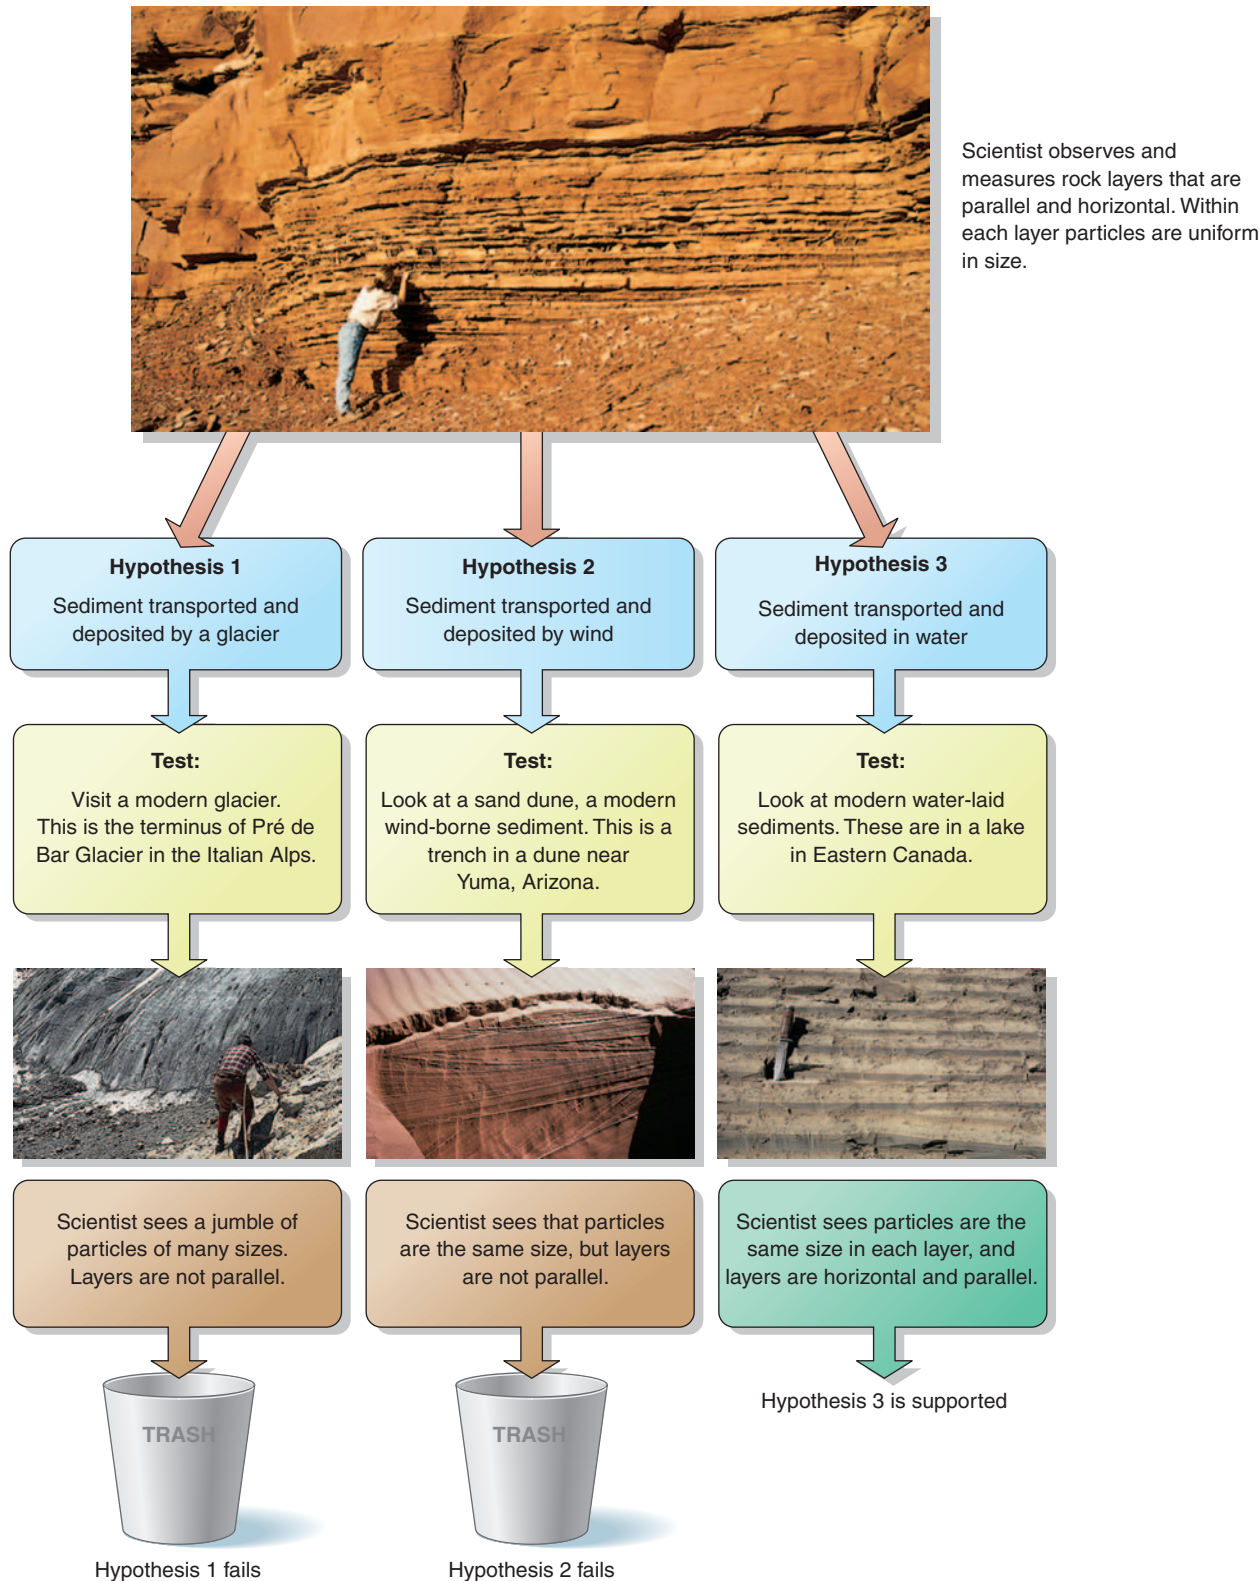 Scientist observes and
measures rock layers that are
parallel and horizontal. Within
each layer particles are uniform
in size.
Hypothesis 1
Sediment transported and
deposited by a glacier
Hypothesis 2
Sediment transported and
deposited by wind
Hypothesis 3
Sediment transported and
deposited in water
Test:
Visit a modern glacier.
This is the terminus of Pré de
Bar Glacier in the Italian Alps.
Test:
Look at a sand dune, a modern
wind-borne sediment. This is a
trench in a dune near
Yuma, Arizona.
Test:
Look at modern water-laid
sediments. These are in a lake
in Eastern Canada.
Scientist sees a jumble of
particles of many sizes.
Layers are not parallel.
Scientist sees that particles
are the same size, but layers
are not parallel.
Scientist sees particles are the
same size in each layer, and
layers are horizontal and parallel.
TRASH
Hypothesis 1 fails
TRASH
Hypothesis 2 fails
Hypothesis 3 is supported